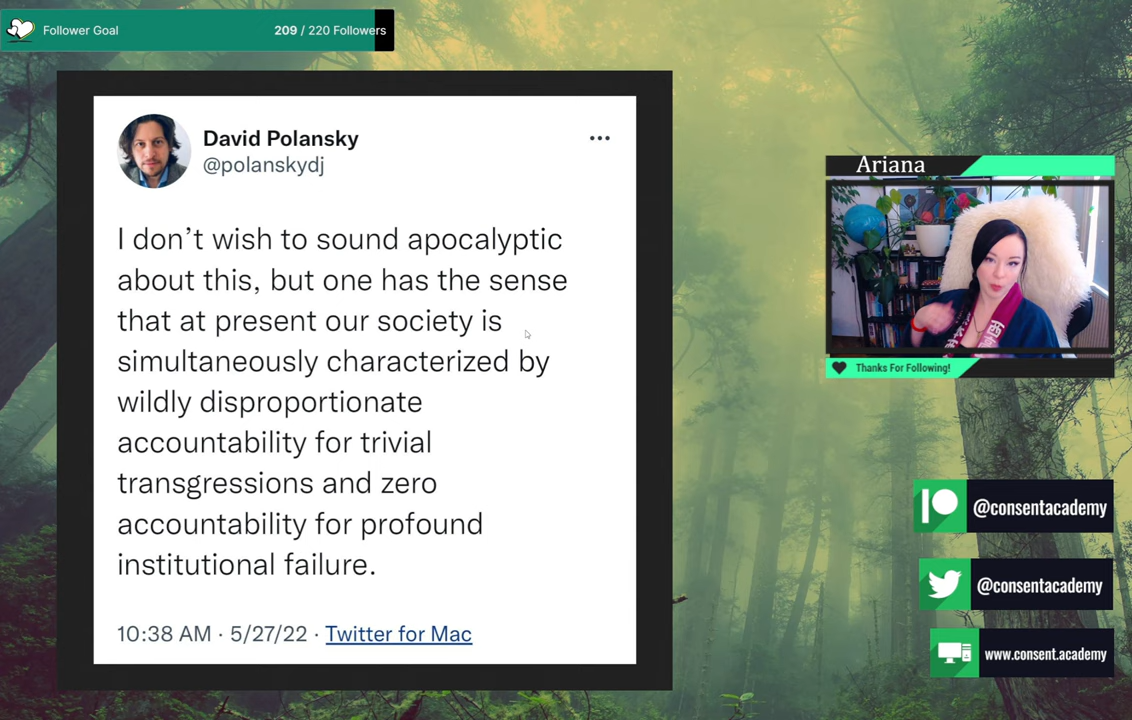 Follower Goal 209 / 220 Followers
David Polansky
@polanskydj
I don’t wish to sound apocalyptic
about this, but one has the sense
that at present our society is
simultaneously characterized by
wildly disproportionate
accountability for trivial
transgressions and zero
accountability for profound
institutional failure.
10:38 AM · 5/27/22 · Twitter for Mac
Ariana
Thanks For Following!
@consentacademy
@consentacademy
www.consent.academy